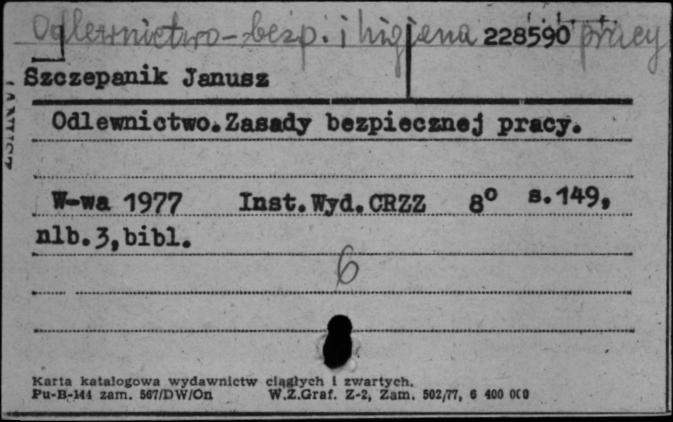 Odlewnictwo - bezp. i higiena pracy
228590
Szczepanik Janusz
Odlewnictwo.Zasady bezpiecznej pracy.
W-wa 1977 Inst.Wyd.CRZZ 8° s.149,
nlb.3,bibl.
6
Karta katalogowa wydawnictw ciągłych i zwartych.
Pu-B-144 zam. 567/DW/On W.Z.Graf. Z-2, Zam. 502/77, 6 400 000